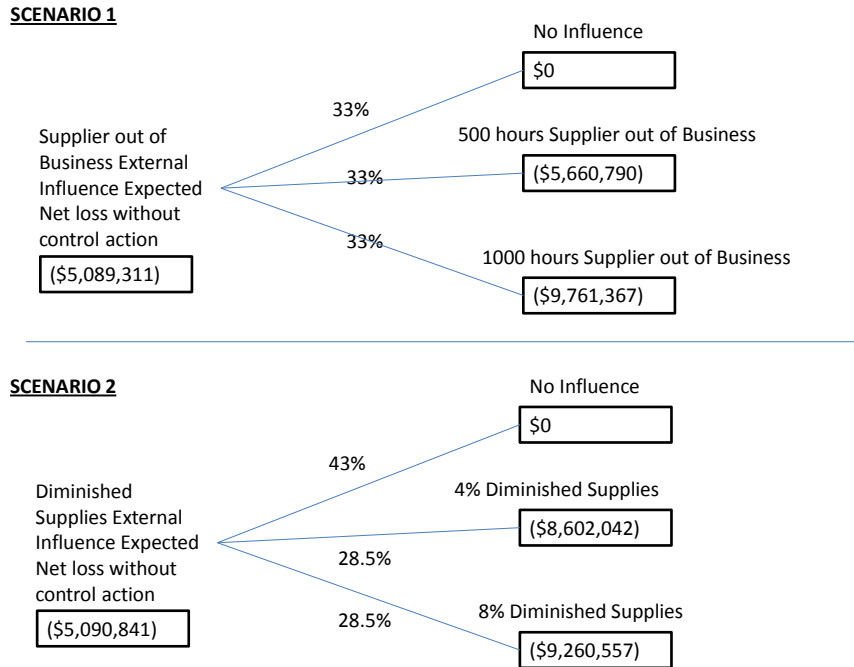 SCENARIO 1
No Influence
$0
33%
Supplier out of
Business External
Influence Expected
Net loss without
control action
($5,089,311)
500 hours Supplier out of Business
33%
($5,660,790)
33%
1000 hours Supplier out of Business
($9,761,367)
SCENARIO 2
No Influence
$0
43%
Diminished
Supplies External
Influence Expected
Net loss without
control action
($5,090,841)
4% Diminished Supplies
($8,602,042)
28.5%
28.5%
8% Diminished Supplies
($9,260,557)